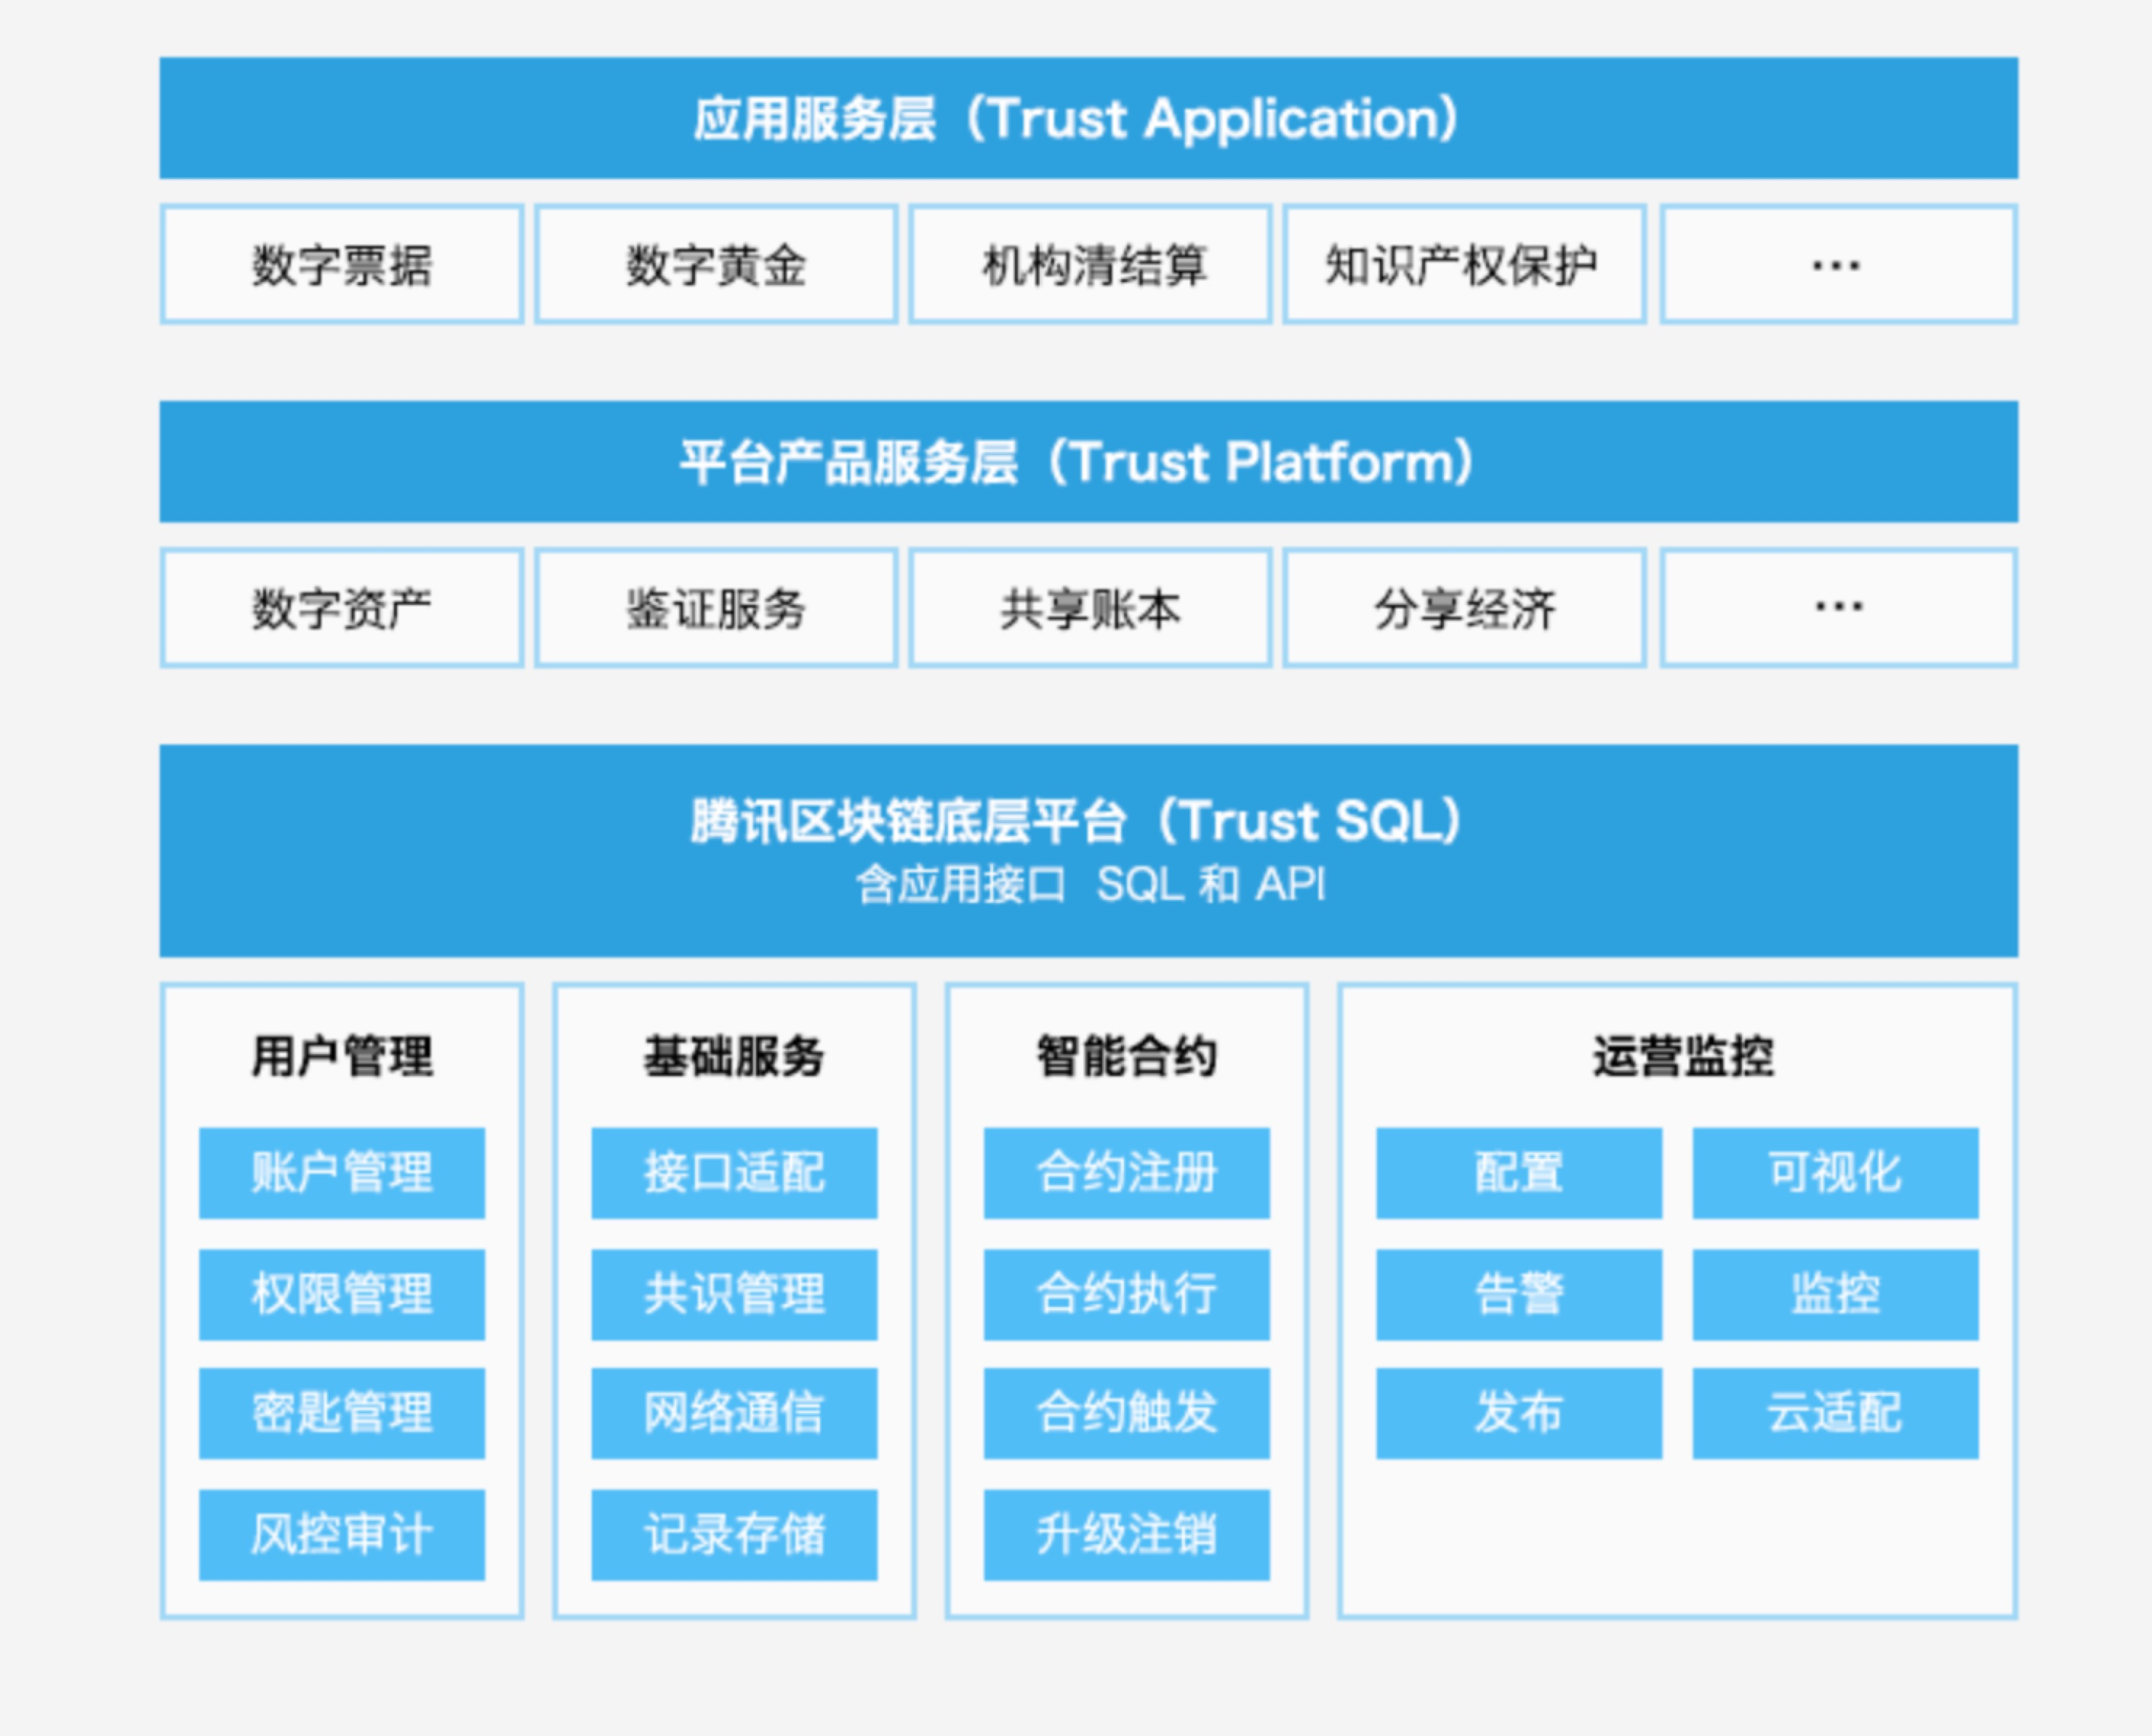 应用服务层（Trust Application）
数字票据 数字黄金 机构清结算 知识产权保护 ···
平台产品服务层（Trust Platform）
数字资产 鉴证服务 共享账本 分享经济 ···
腾讯区块链底层平台（Trust SQL）
含应用接口 SQL 和 API
用户管理
账户管理
权限管理
密匙管理
风控审计
基础服务
接口适配
共识管理
网络通信
记录存储
智能合约
合约注册
合约执行
合约触发
升级注销
运营监控
配置 可视化
告警 监控
发布 云适配